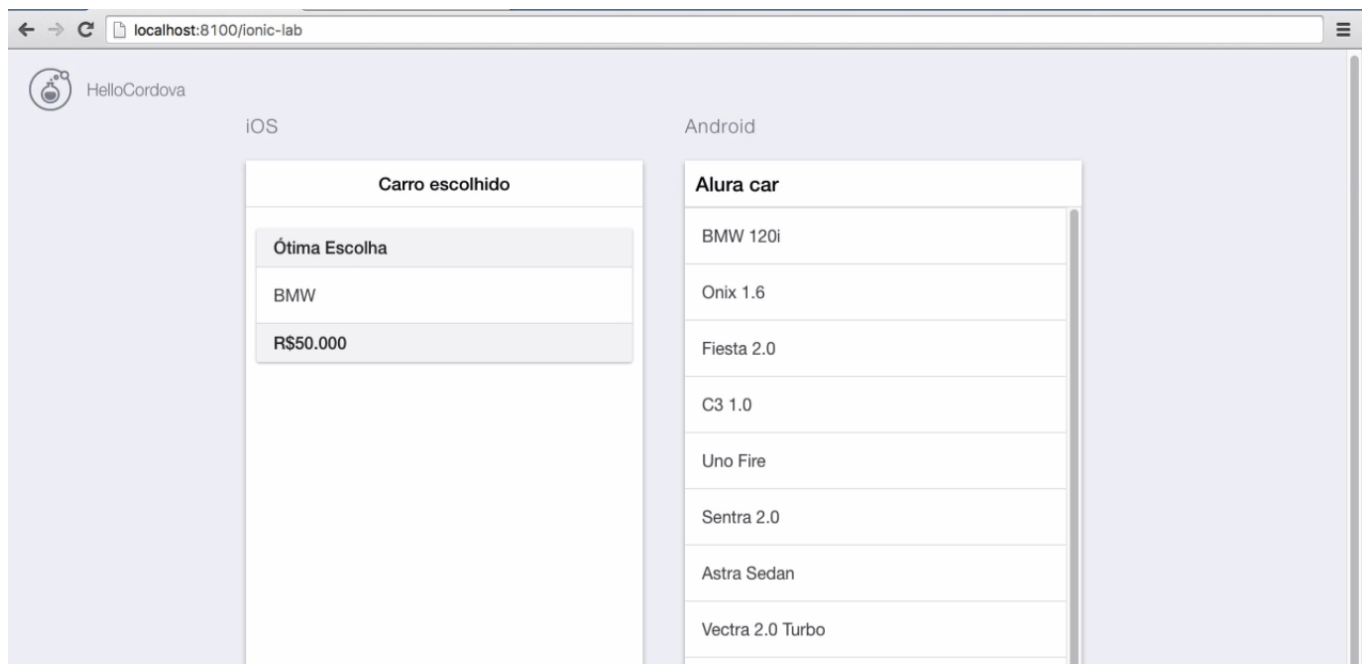 localhost:8100/ionic-lab
HelloCordova
iOS
Carro escolhido
Ótima Escolha
BMW
R$50.000
Android
Alura car
BMW 120i
Onix 1.6
Fiesta 2.0
C3 1.0
Uno Fire
Sentra 2.0
Astra Sedan
Vectra 2.0 Turbo